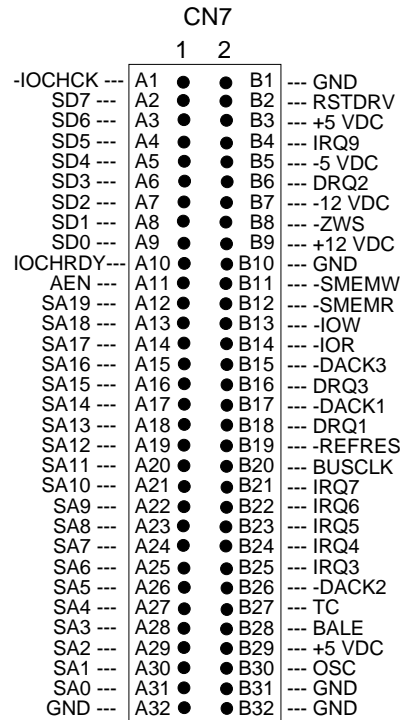 CN7
1 2
-IOCHCK --- A1 B1 --- GND
SD7 --- A2 B2 --- RSTDRV
SD6 --- A3 B3 --- +5 VDC
SD5 --- A4 B4 --- IRQ9
SD4 --- A5 B5 --- -5 VDC
SD3 --- A6 B6 --- DRQ2
SD2 --- A7 B7 --- -12 VDC
SD1 --- A8 B8 --- -ZWS
SD0 --- A9 B9 --- +12 VDC
IOCHRDY--- A10 B10 --- GND
AEN --- A11 B11 --- -SMEMW
SA19 --- A12 B12 --- -SMEMR
SA18 --- A13 B13 --- -IOW
SA17 --- A14 B14 --- -IOR
SA16 --- A15 B15 --- -DACK3
SA15 --- A16 B16 --- DRQ3
SA14 --- A17 B17 --- -DACK1
SA13 --- A18 B18 --- DRQ1
SA12 --- A19 B19 --- -REFRES
SA11 --- A20 B20 --- BUSCLK
SA10 --- A21 B21 --- IRQ7
SA9 --- A22 B22 --- IRQ6
SA8 --- A23 B23 --- IRQ5
SA7 --- A24 B24 --- IRQ4
SA6 --- A25 B25 --- IRQ3
SA5 --- A26 B26 --- -DACK2
SA4 --- A27 B27 --- TC
SA3 --- A28 B28 --- BALE
SA2 --- A29 B29 --- +5 VDC
SA1 --- A30 B30 --- OSC
SA0 --- A31 B31 --- GND
GND --- A32 B32 --- GND